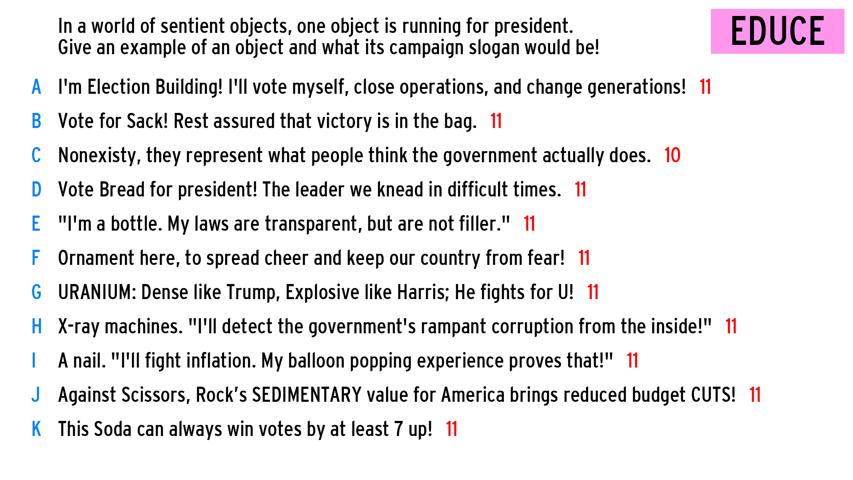 In a world of sentient objects, one object is running for president.
Give an example of an object and what its campaign slogan would be!
EDUCE
A I'm Election Building! I'll vote myself, close operations, and change generations! 11
B Vote for Sack! Rest assured that victory is in the bag. 11
C Nonexisty, they represent what people think the government actually does. 10
D Vote Bread for president! The leader we knead in difficult times. 11
E "I'm a bottle. My laws are transparent, but are not filler." 11
F Ornament here, to spread cheer and keep our country from fear! 11
G URANIUM: Dense like Trump, Explosive like Harris; He fights for U! 11
H X-ray machines. "I'll detect the government's rampant corruption from the inside!" 11
I A nail. "I'll fight inflation. My balloon popping experience proves that!" 11
J Against Scissors, Rock’s SEDIMENTARY value for America brings reduced budget CUTS! 11
K This Soda can always win votes by at least 7 up! 11